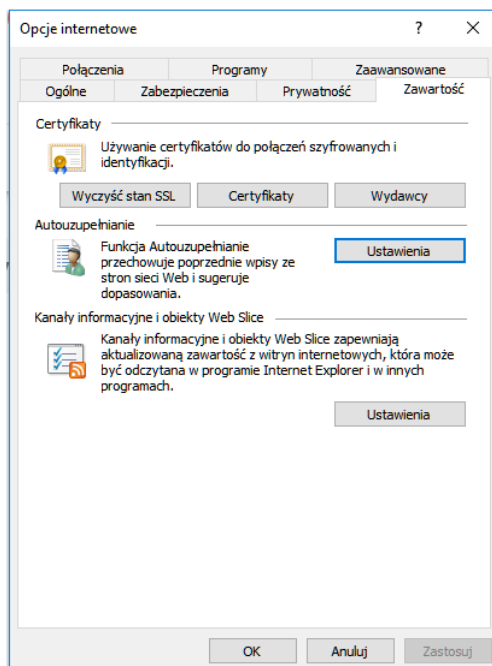 Opcje internetowe
?
Połączenia Programy Zaawansowane
Ogólne Zabezpieczenia Prywatność Zawartość
Certyfikaty
Używanie certyfikatów do połączeń szyfrowanych i
identyfikacji.
Wyczyść stan SSL Certyfikaty Wydawcy
Autouzupełnianie
Funkcja Autouzupełnianie
przechowuje poprzednie wpisy ze
stron sieci Web i sugeruje
dopasowania.
Ustawienia
Kanały informacyjne i obiekty Web Slice
Kanały informacyjne i obiekty Web Slice zapewniają
aktualizowaną zawartość z witryn internetowych, która może
być odczytana w programie Internet Explorer i w innych
programach.
Ustawienia
OK Anuluj Zastosuj